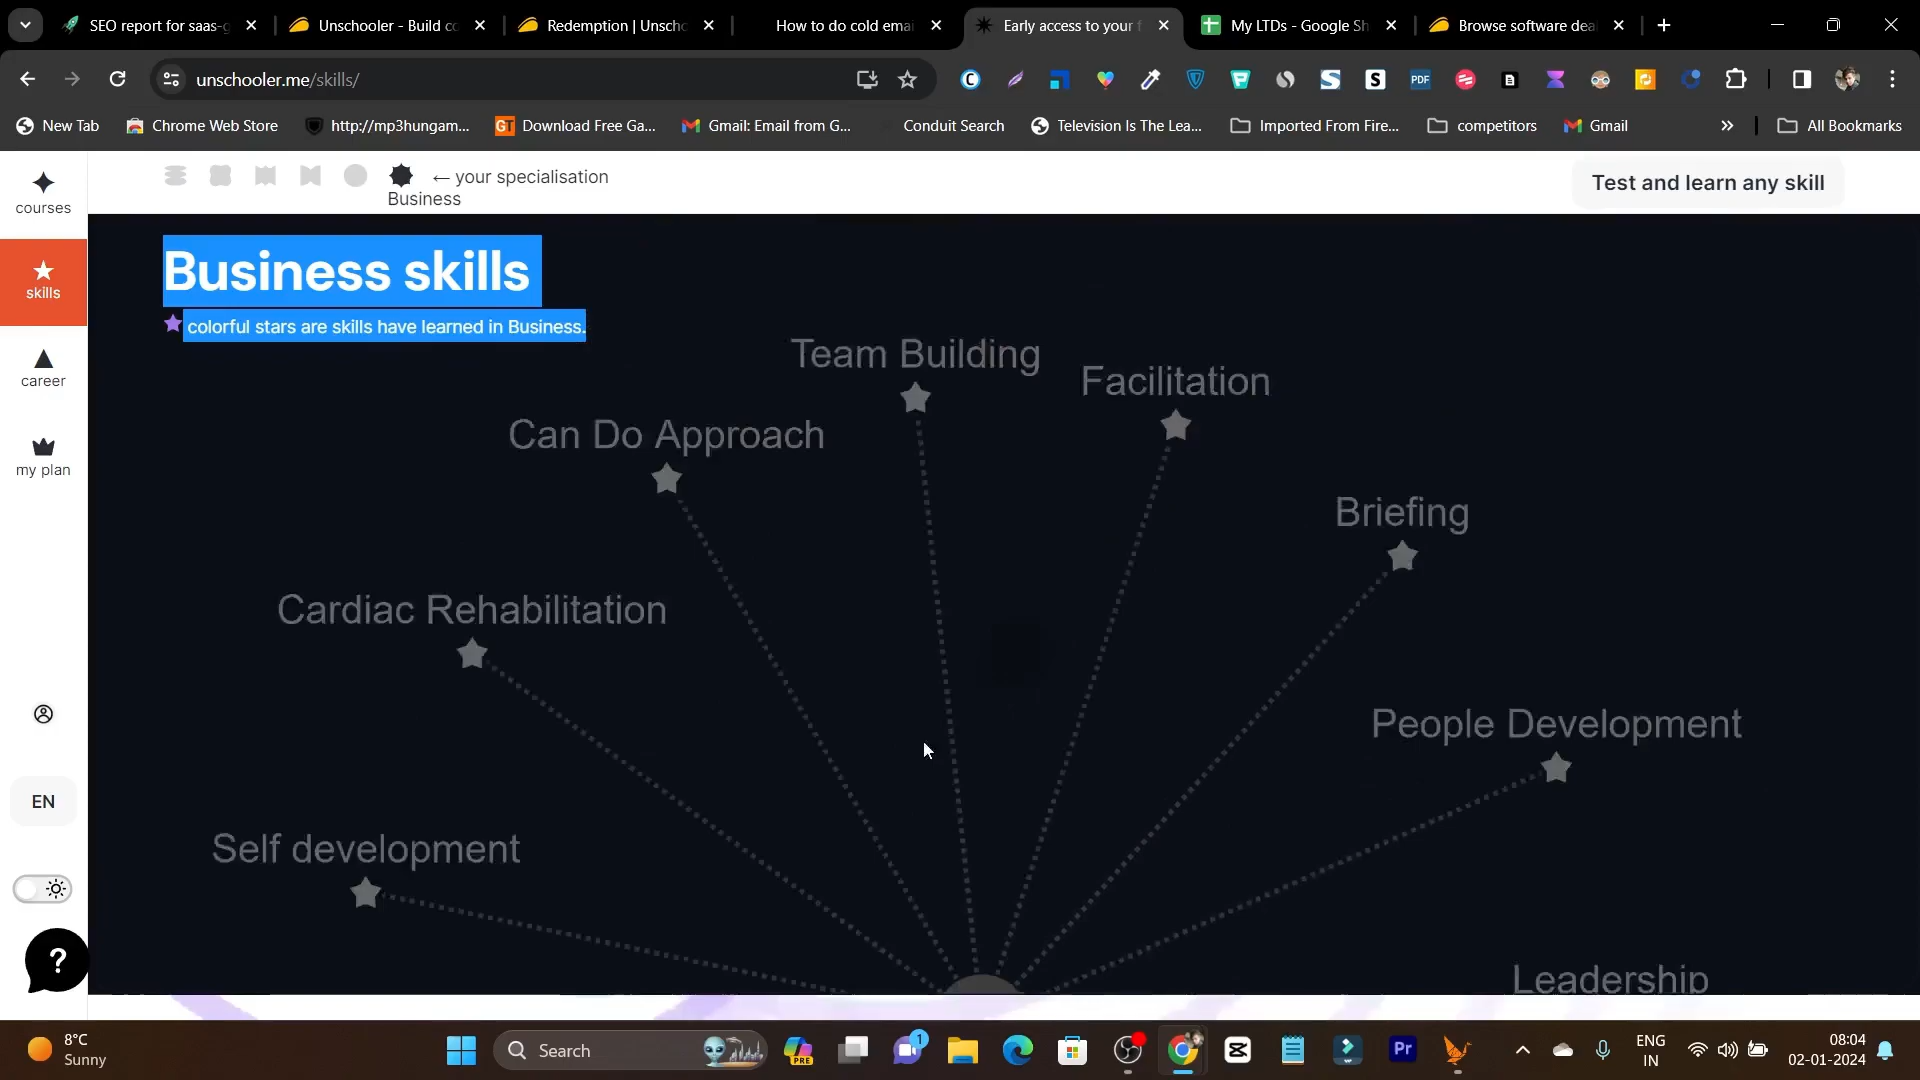 SEO report for saas-g
Unschooler - Build co
Redemption | Unscho
How to do cold emai
Early access to your f
My LTDs - Google Sh
Browse software dea
unschooler.me/skills/
New Tab
Chrome Web Store
http://mp3hungam...
Download Free Ga...
Gmail: Email from G...
Conduit Search
Television Is The Lea...
Imported From Fire...
competitors
Gmail
All Bookmarks
courses
skills
career
my plan
EN
?
← your specialisation
Business
Test and learn any skill
Business skills
colorful stars are skills have learned in Business.
Team Building
Facilitation
Can Do Approach
Briefing
Cardiac Rehabilitation
People Development
Self development
Leadership
8°C
Sunny
Search
PRE
1
Pr
ENG
IN
08:04
02-01-2024